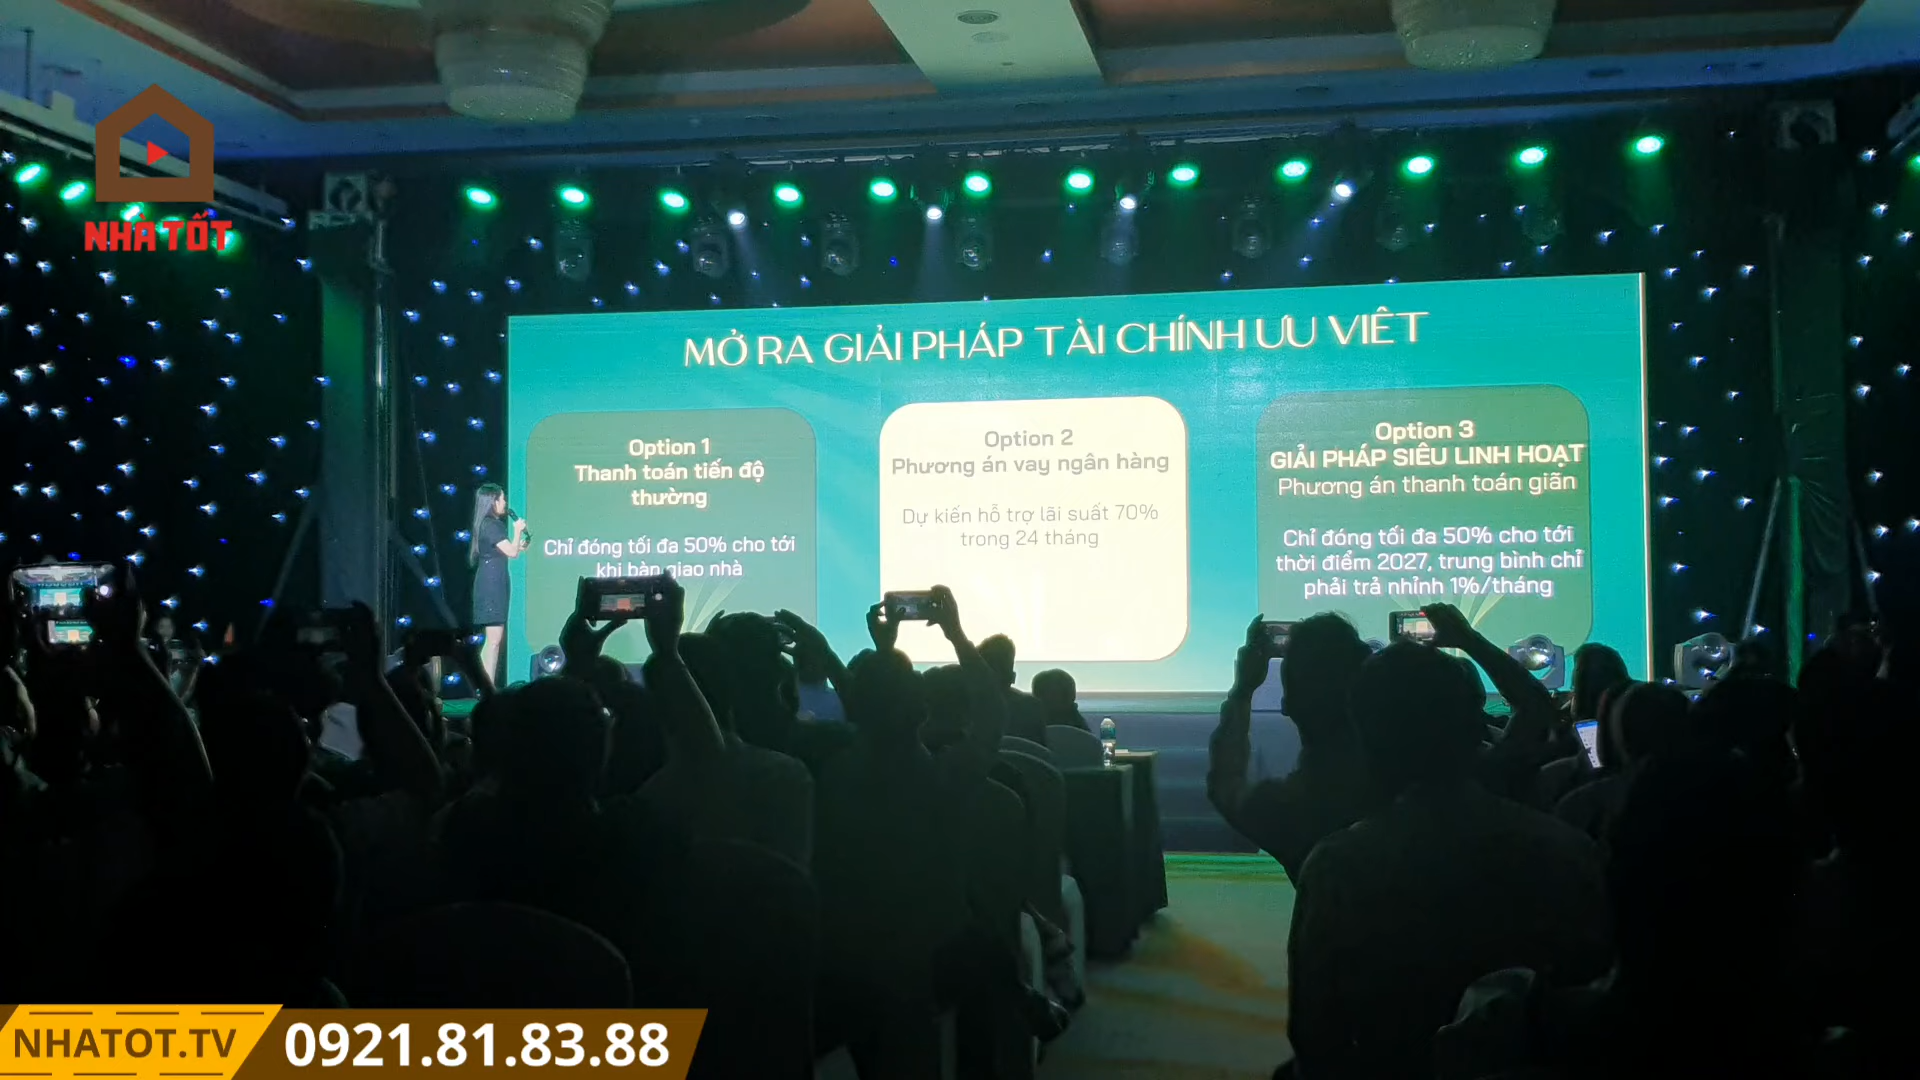 NHÀ TỐT
MỞ RA GIẢI PHÁP TÀI CHÍNH ƯU VIỆT
Option 1
Thanh toán tiến độ
thường
Chỉ đóng tối đa 50% cho tới
khi bàn giao nhà
Option 2
Phương án vay ngân hàng
Dự kiến hỗ trợ lãi suất 70%
trong 24 tháng
Option 3
GIẢI PHÁP SIÊU LINH HOẠT
Phương án thanh toán giãn
Chỉ đóng tối đa 50% cho tới
thời điểm 2027, trung bình chỉ
phải trả nhỉnh 1%/tháng
NHATOT.TV
0921.81.83.88